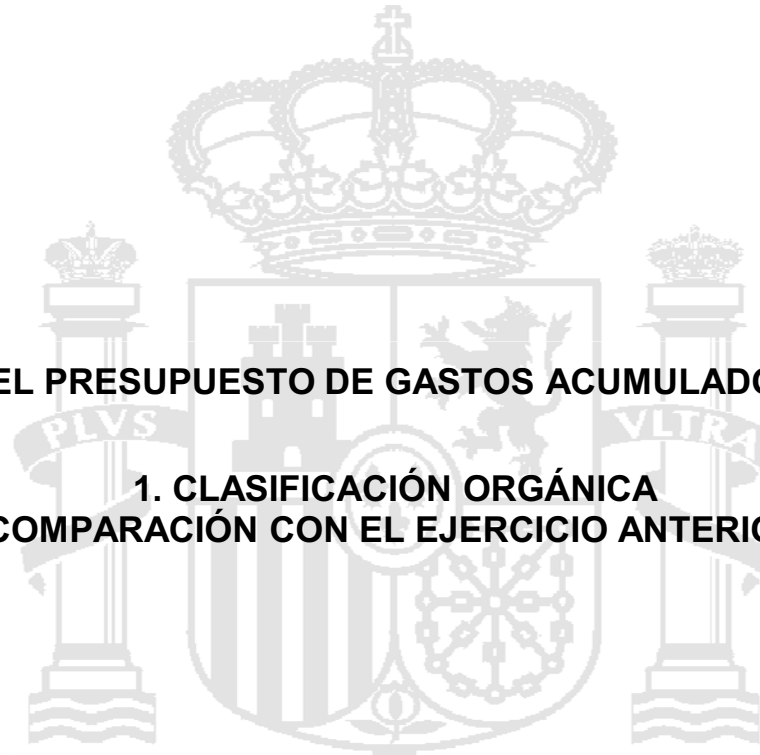 EL PRESUPUESTO DE GASTOS ACUMULADO
PLVS
VLTRA
1. CLASIFICACIÓN ORGÁNICA
COMPARACIÓN CON EL EJERCICIO ANTERIO